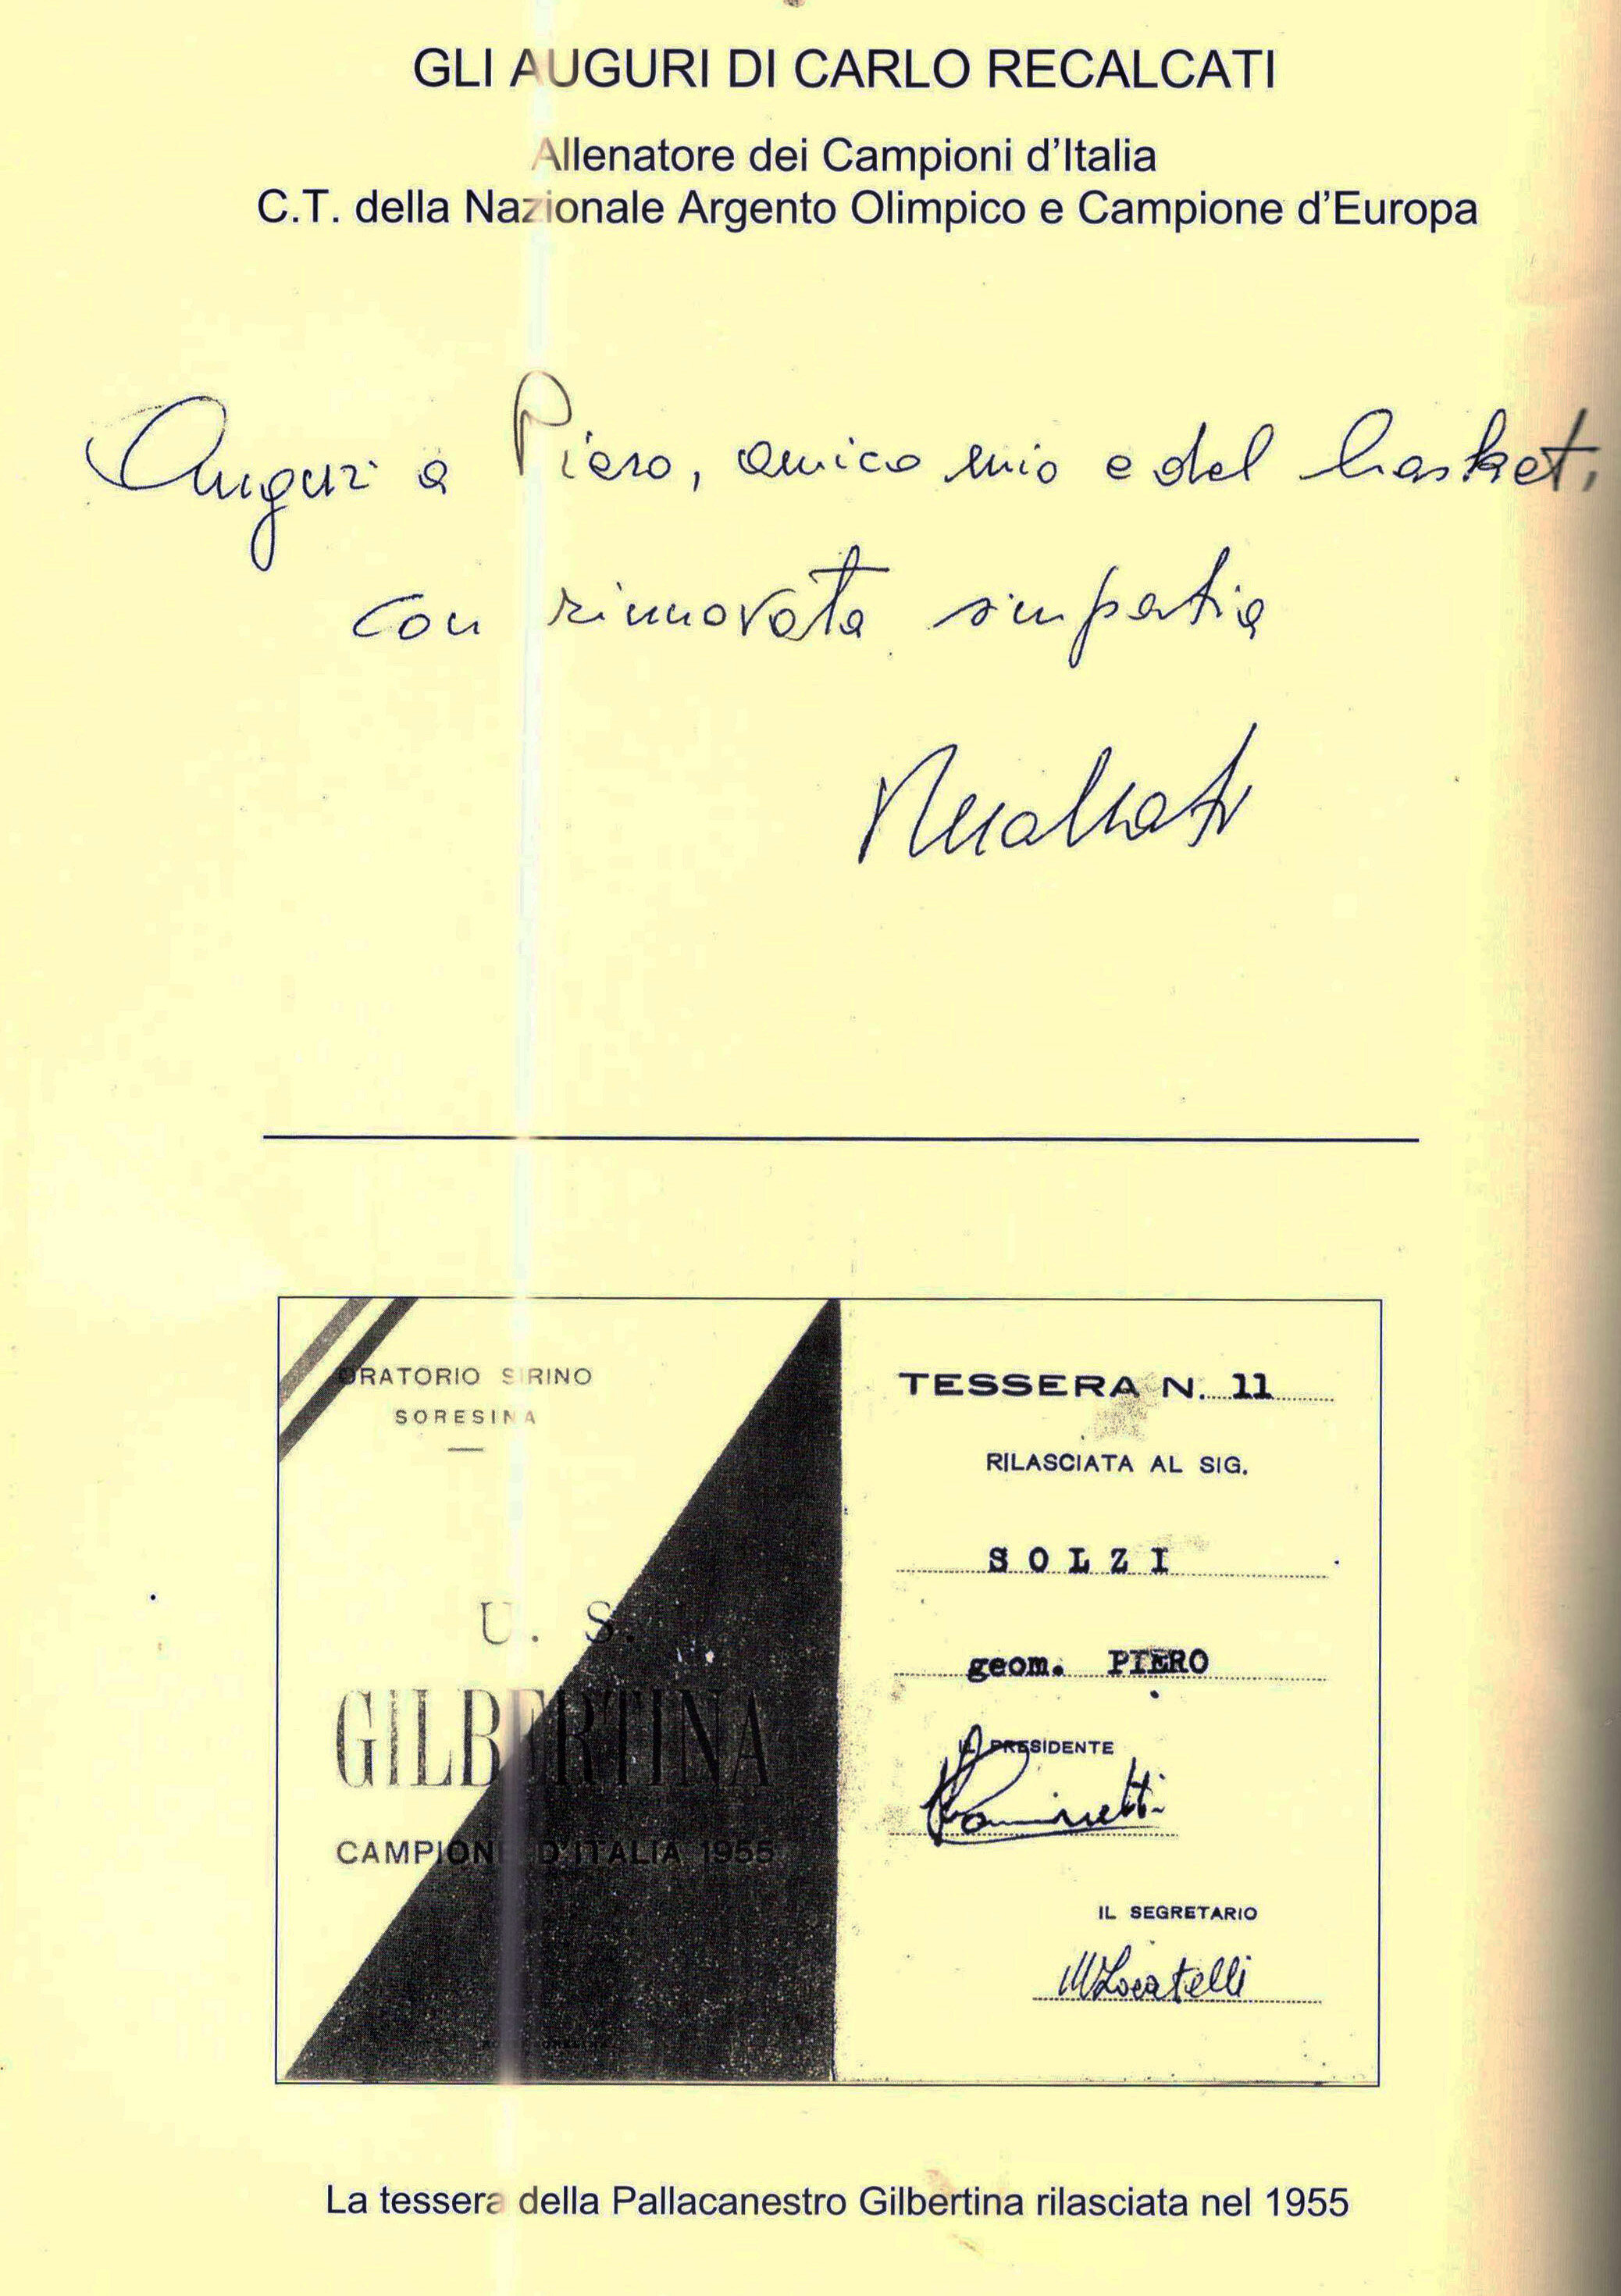 GLI AUGURI DI CARLO RECALCATI
Allenatore dei Campioni d'Italia
C.T. della Nazionale Argento Olimpico e Campione d'Europa
Auguri a Piero, amico mio e del basket,
con rinnovata simpatia
Recalcati
ORATORIO SIRINO
SORESINA
U. S.
GILBERTINA
CAMPIONE D'ITALIA 1955
TESSERA N. 11
RILASCIATA AL SIG.
SOLZI
geom. PIERO
IL PRESIDENTE
IL SEGRETARIO
M Locatelli
La tessera della Pallacanestro Gilbertina rilasciata nel 1955